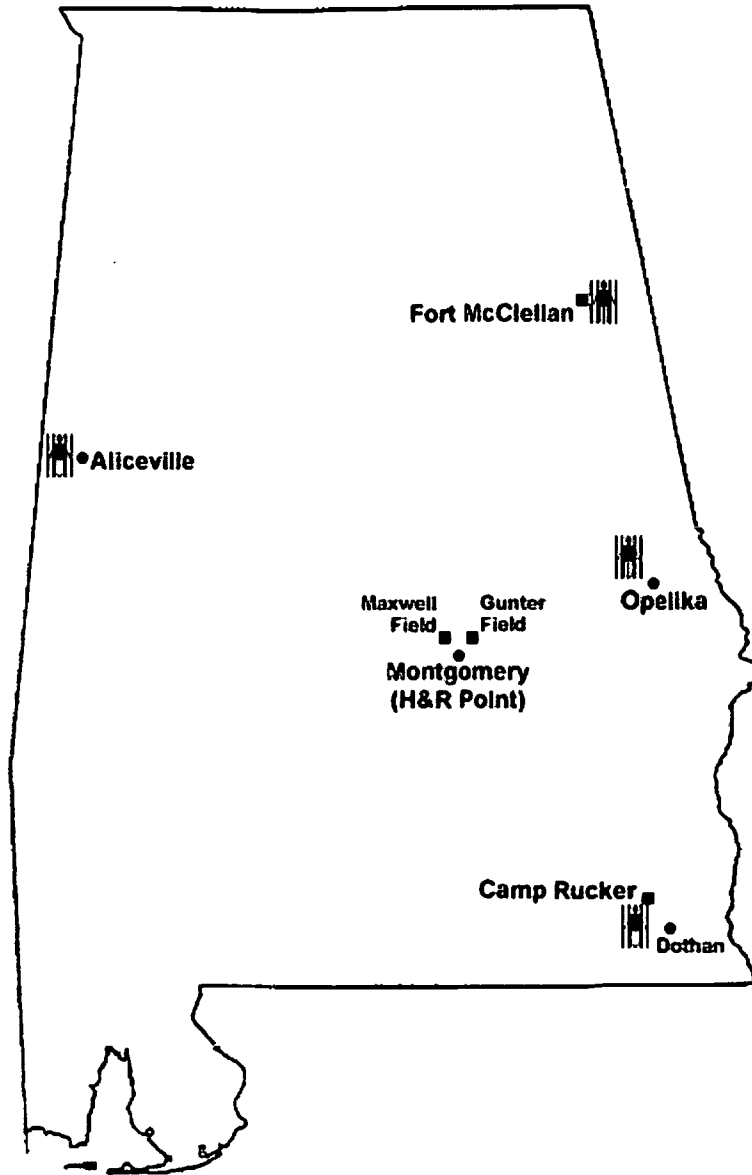 Fort McClellan
Aliceville
Opelika
Maxwell
Field
Gunter
Field
Montgomery
(H&R Point)
Camp Rucker
Dothan